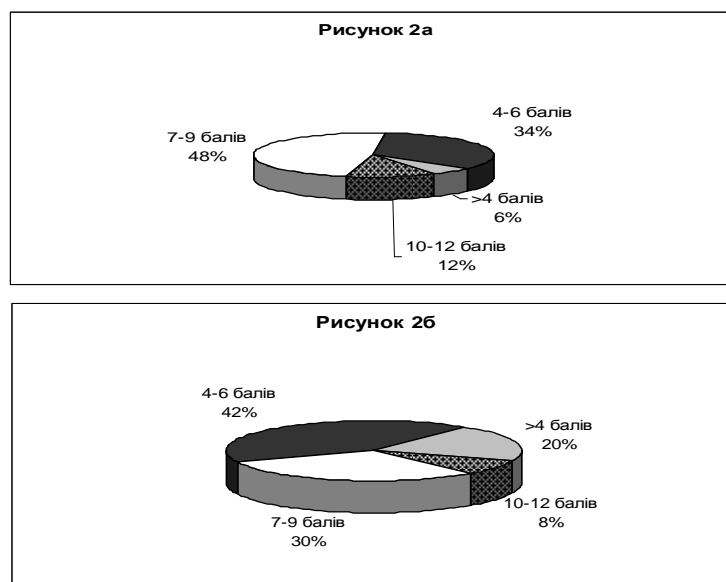 Рисунок 2а
4-6 балів
34%
7-9 балів
48%
>4 балів
6%
10-12 балів
12%
Рисунок 2б
4-6 балів
42%
>4 балів
20%
10-12 балів
8%
7-9 балів
30%